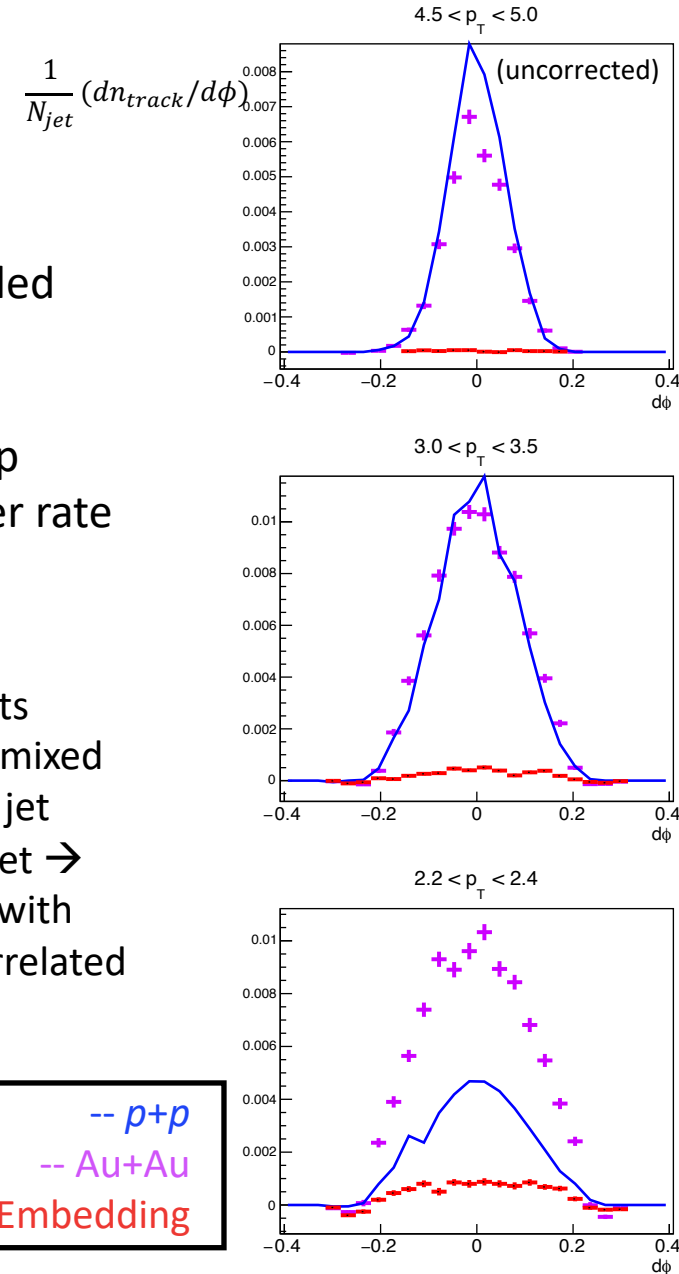 4.5 < p_T < 5.0
(uncorrected)
1/N_jet (dn_track/dϕ)
0.008
0.007
0.006
0.005
0.004
0.003
0.002
0.001
0
−0.4 −0.2 0 0.2 0.4
dϕ
led
p
er rate
3.0 < p_T < 3.5
0.01
0.008
0.006
0.004
0.002
0
−0.4 −0.2 0 0.2 0.4
dϕ
ts
mixed
jet
et →
with
rrelated
2.2 < p_T < 2.4
0.01
0.008
0.006
0.004
0.002
0
−0.4 −0.2 0 0.2 0.4
dϕ
-- p+p
-- Au+Au
Embedding